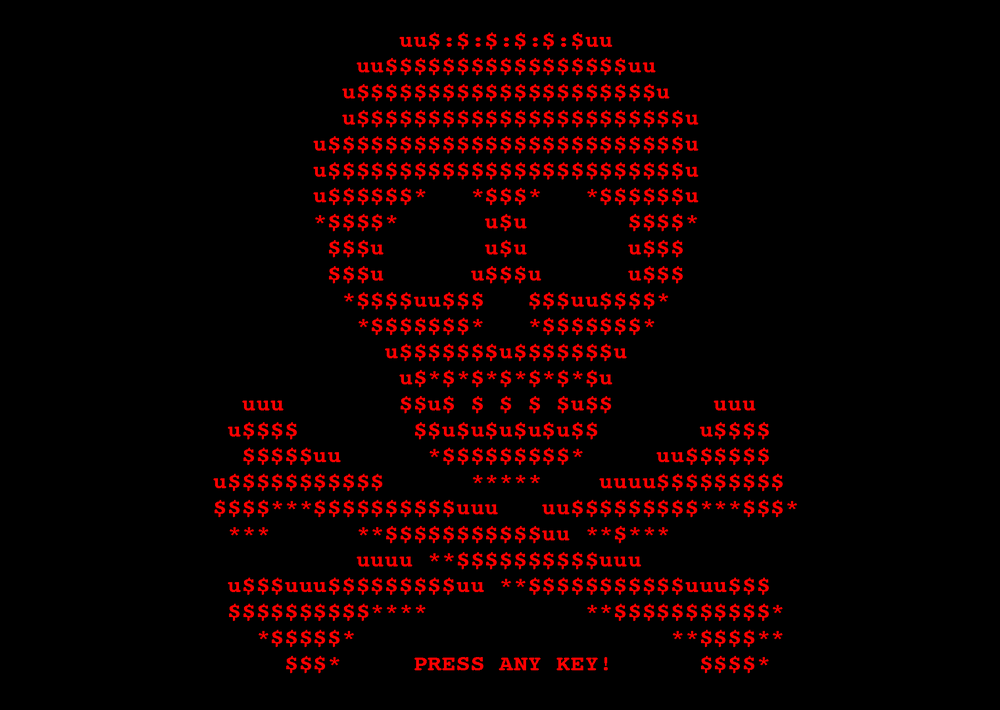 uu$:$:$:$:$:$uu
uu$$$$$$$$$$$$$$$$$uu
u$$$$$$$$$$$$$$$$$$$$$u
u$$$$$$$$$$$$$$$$$$$$$$$u
u$$$$$$$$$$$$$$$$$$$$$$$$$u
u$$$$$$$$$$$$$$$$$$$$$$$$$u
u$$$$$$*   *$$$*   *$$$$$$u
*$$$$*      u$u       $$$$*
$$$u       u$u       u$$$
$$$u      u$$$u      u$$$
*$$$$uu$$$   $$$uu$$$$*
*$$$$$$$*   *$$$$$$$*
u$$$$$$$u$$$$$$$u
u$*$*$*$*$*$*$u
uuu        $$u$ $ $ $ $u$$       uuu
u$$$$        $$u$u$u$u$u$$       u$$$$
$$$$$uu      *$$$$$$$$$*     uu$$$$$$
u$$$$$$$$$$$      *****    uuuu$$$$$$$$$
$$$$***$$$$$$$$$$uuu   uu$$$$$$$$$***$$$*
***      **$$$$$$$$$$$uu **$***
uuuu **$$$$$$$$$$uuu
u$$$uuu$$$$$$$$$uu **$$$$$$$$$$$uuu$$$
$$$$$$$$$$****           **$$$$$$$$$$$*
*$$$$$*                      **$$$$**
$$$*     PRESS ANY KEY!      $$$$*